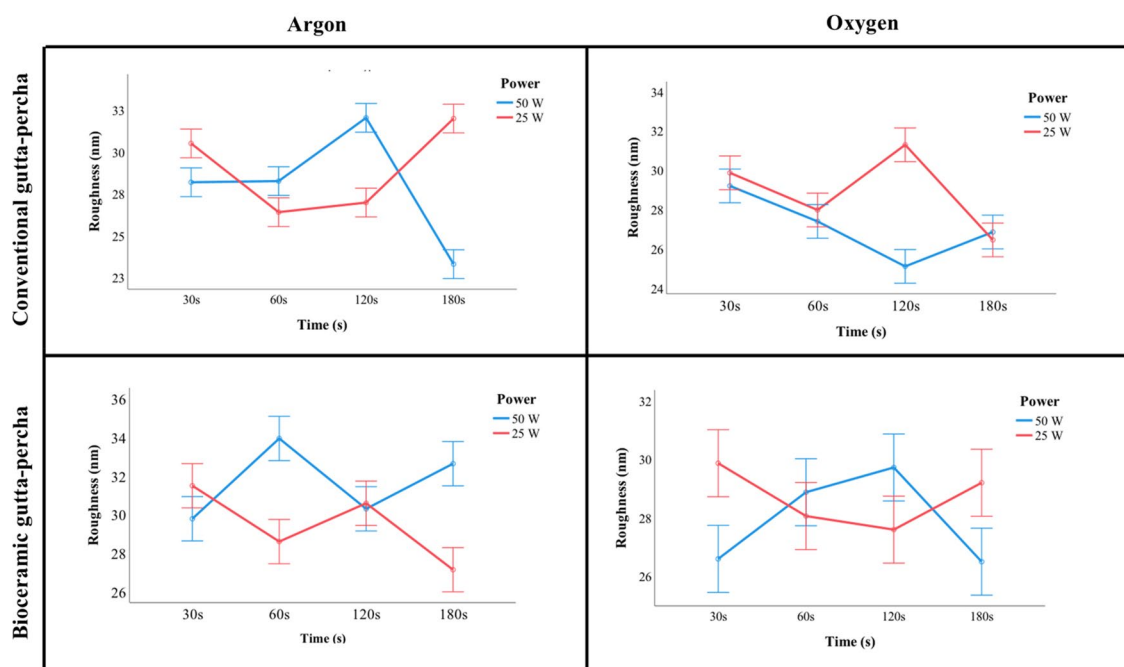 Argon
Oxygen
Conventional gutta-percha
Roughness (nm)
33
30
28
25
23
30s
60s
120s
180s
Time (s)
Power
50 W
25 W
Roughness (nm)
34
32
30
28
26
24
30s
60s
120s
180s
Time (s)
Power
50 W
25 W
Bioceramic gutta-percha
Roughness (nm)
36
34
32
30
28
26
30s
60s
120s
180s
Time (s)
Power
50 W
25 W
Roughness (nm)
32
30
28
26
30s
60s
120s
180s
Time (s)
Power
50 W
25 W